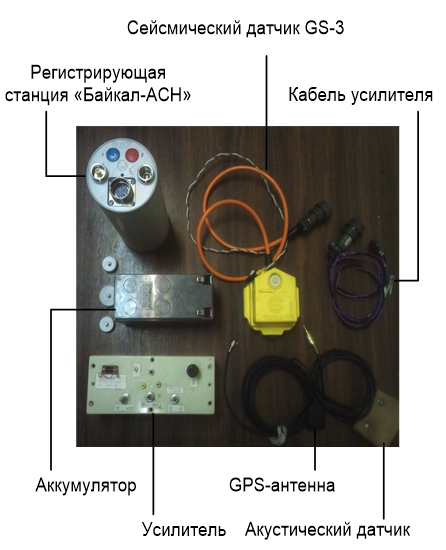 Сейсмический датчик GS-3
Регистрирующая
станция «Байкал-АСН»
Кабель усилителя
Аккумулятор
GPS-антенна
Усилитель
Акустический датчик